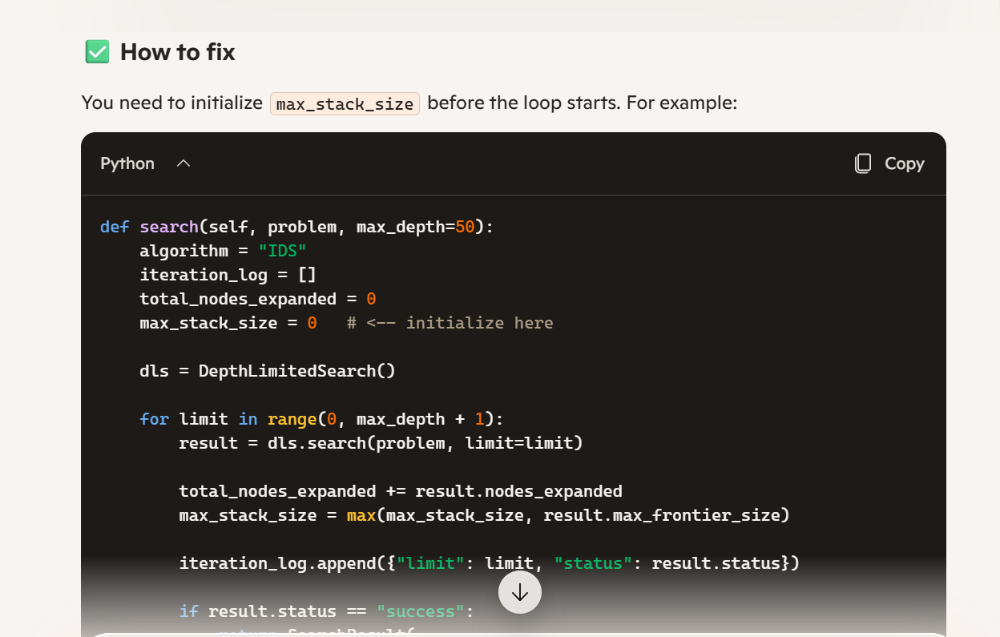 ✅ How to fix
You need to initialize max_stack_size before the loop starts. For example:
Python
Copy
def search(self, problem, max_depth=50):
    algorithm = "IDS"
    iteration_log = []
    total_nodes_expanded = 0
    max_stack_size = 0   # <-- initialize here
    dls = DepthLimitedSearch()
    for limit in range(0, max_depth + 1):
        result = dls.search(problem, limit=limit)
        total_nodes_expanded += result.nodes_expanded
        max_stack_size = max(max_stack_size, result.max_frontier_size)
        iteration_log.append({"limit": limit, "status": result.status})
        if result.status == "success":
            return SearchResult(